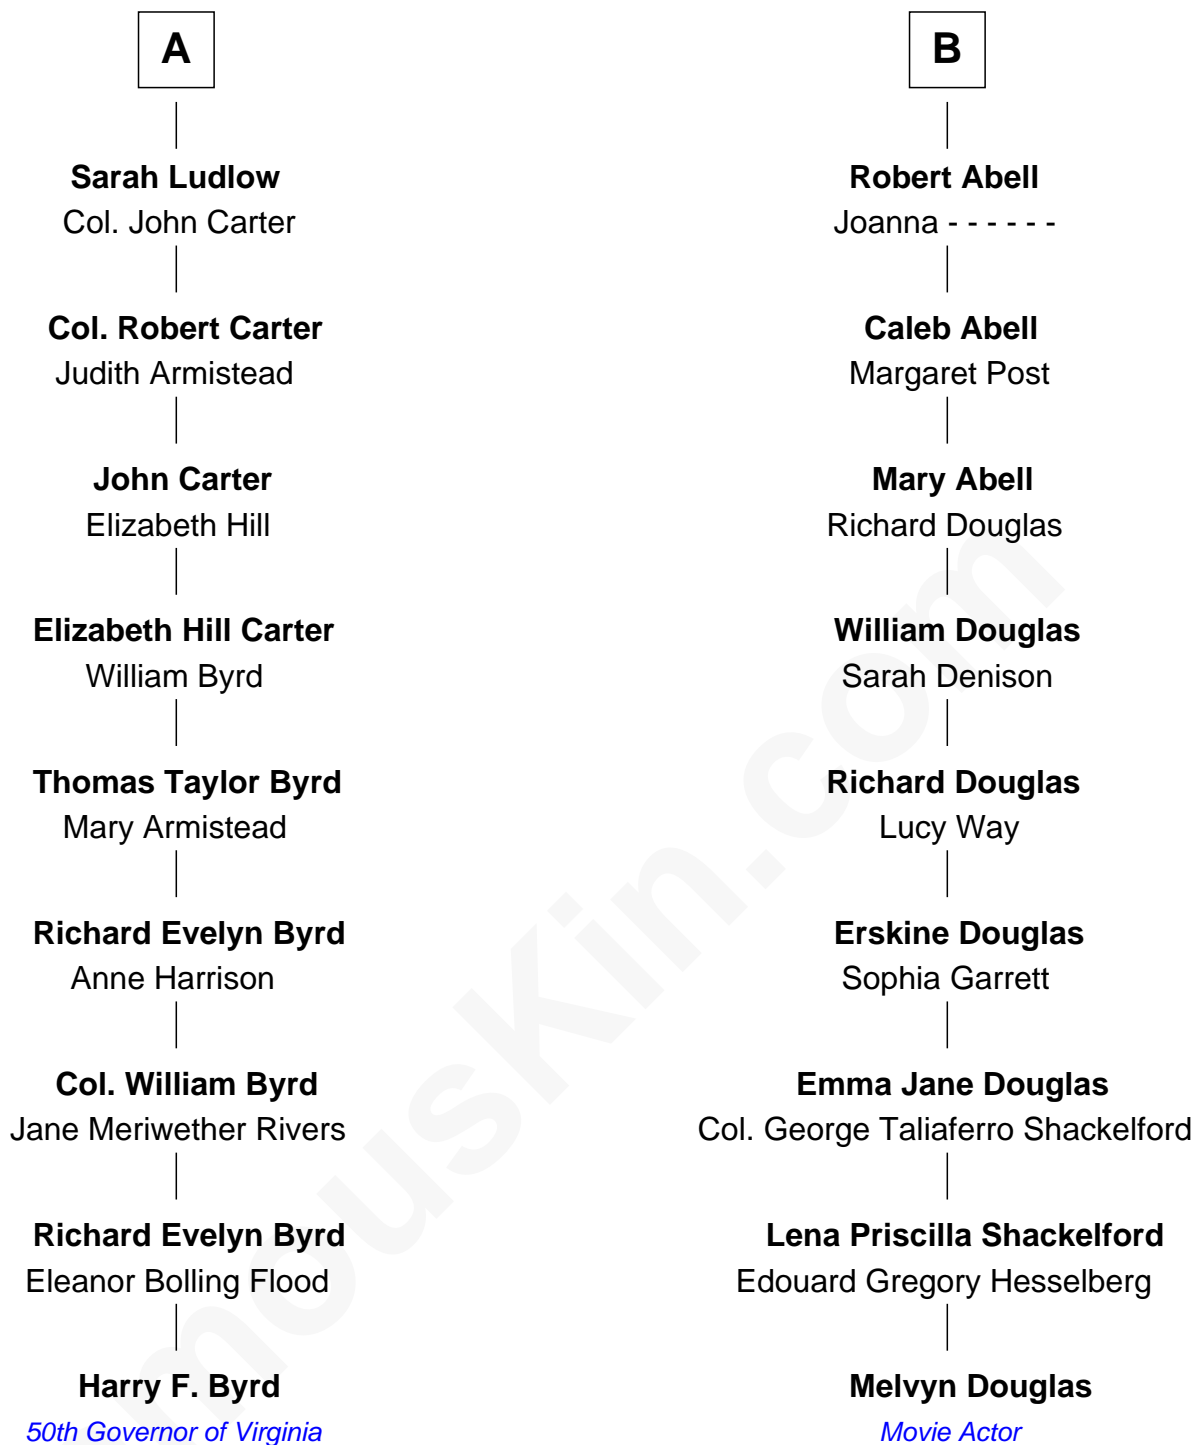 A
Sarah Ludlow
Col. John Carter
Col. Robert Carter
Judith Armistead
John Carter
Elizabeth Hill
Elizabeth Hill Carter
William Byrd
Thomas Taylor Byrd
Mary Armistead
Richard Evelyn Byrd
Anne Harrison
Col. William Byrd
Jane Meriwether Rivers
Richard Evelyn Byrd
Eleanor Bolling Flood
Harry F. Byrd
50th Governor of Virginia
B
Robert Abell
Joanna - - - - - -
Caleb Abell
Margaret Post
Mary Abell
Richard Douglas
William Douglas
Sarah Denison
Richard Douglas
Lucy Way
Erskine Douglas
Sophia Garrett
Emma Jane Douglas
Col. George Taliaferro Shackelford
Lena Priscilla Shackelford
Edouard Gregory Hesselberg
Melvyn Douglas
Movie Actor
mousKin.com